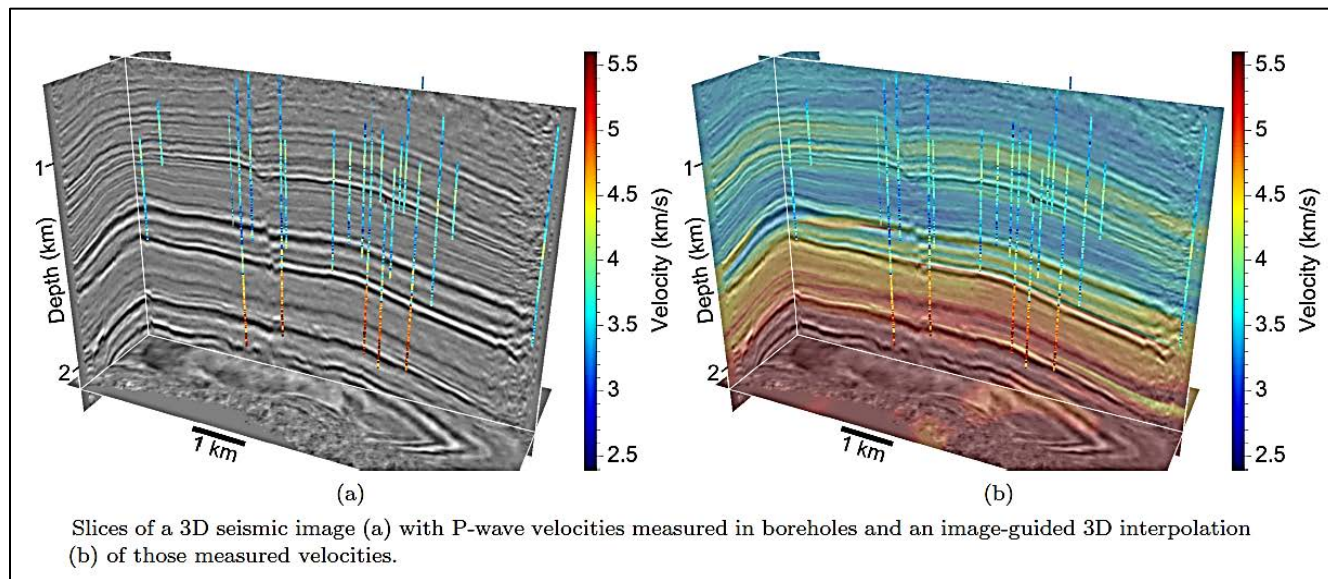 5.5
5
4.5
4
3.5
3
2.5
Velocity (km/s)
1
2
Depth (km)
1 km
(a)
5.5
5
4.5
4
3.5
3
2.5
Velocity (km/s)
1
2
Depth (km)
1 km
(b)
Slices of a 3D seismic image (a) with P-wave velocities measured in boreholes and an image-guided 3D interpolation
(b) of those measured velocities.